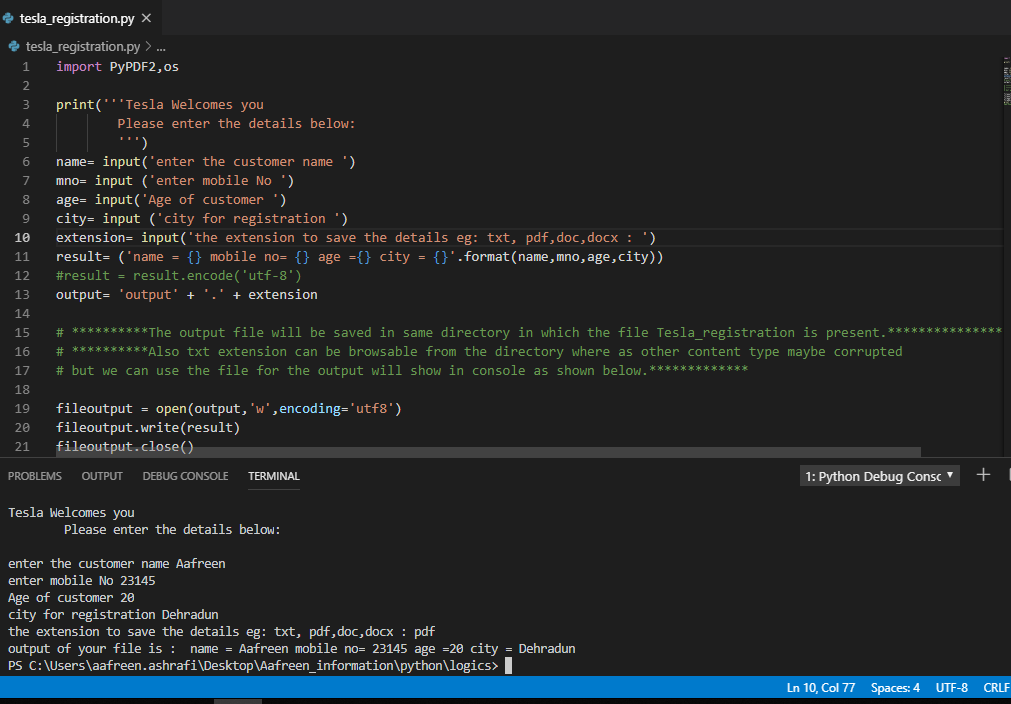 tesla_registration.py ×
tesla_registration.py > ...
1 import PyPDF2,os
2
3 print('''Tesla Welcomes you
4         Please enter the details below:
5         ''')
6 name= input('enter the customer name ')
7 mno= input ('enter mobile No ')
8 age= input('Age of customer ')
9 city= input ('city for registration ')
10 extension= input('the extension to save the details eg: txt, pdf,doc,docx : ')
11 result= ('name = {} mobile no= {} age ={} city = {}'.format(name,mno,age,city))
12 #result = result.encode('utf-8')
13 output= 'output' + '.' + extension
14
15 # **********The output file will be saved in same directory in which the file Tesla_registration is present.***************
16 # **********Also txt extension can be browsable from the directory where as other content type maybe corrupted
17 # but we can use the file for the output will show in console as shown below.*************
18
19 fileoutput = open(output,'w',encoding='utf8')
20 fileoutput.write(result)
21 fileoutput.close()
PROBLEMS OUTPUT DEBUG CONSOLE TERMINAL 1: Python Debug Consc
Tesla Welcomes you
        Please enter the details below:
enter the customer name Aafreen
enter mobile No 23145
Age of customer 20
city for registration Dehradun
the extension to save the details eg: txt, pdf,doc,docx : pdf
output of your file is :  name = Aafreen mobile no= 23145 age =20 city = Dehradun
PS C:\Users\aafreen.ashrafi\Desktop\Aafreen_information\python\logics>
Ln 10, Col 77 Spaces: 4 UTF-8 CRLF